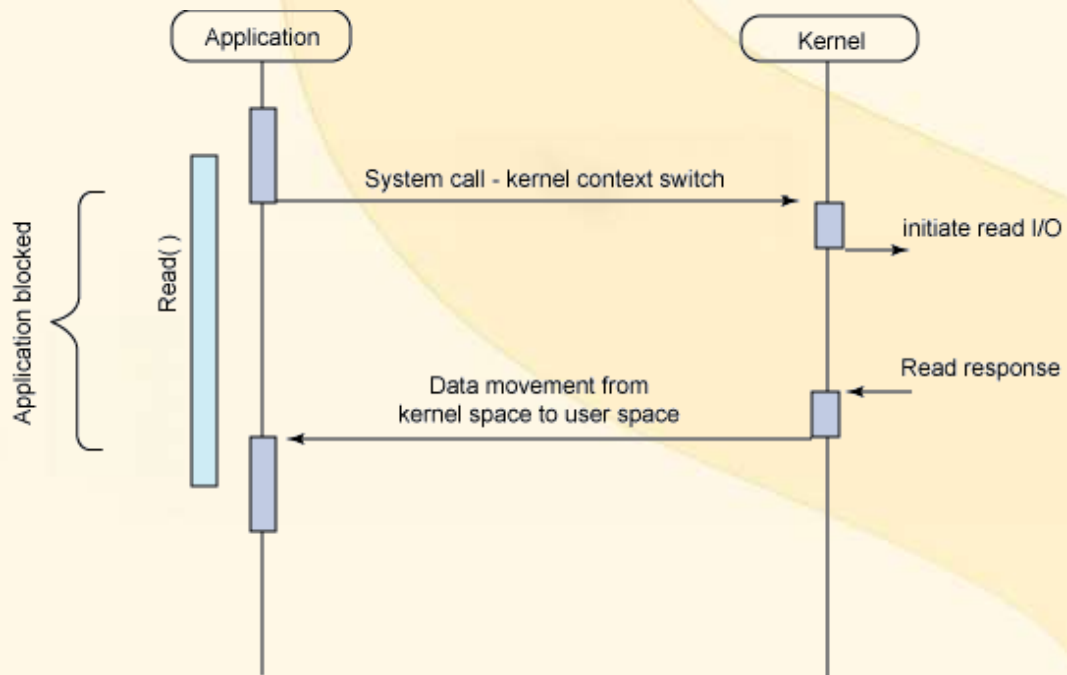 Application
Kernel
System call - kernel context switch
initiate read I/O
Application blocked
Read( )
Read response
Data movement from
kernel space to user space